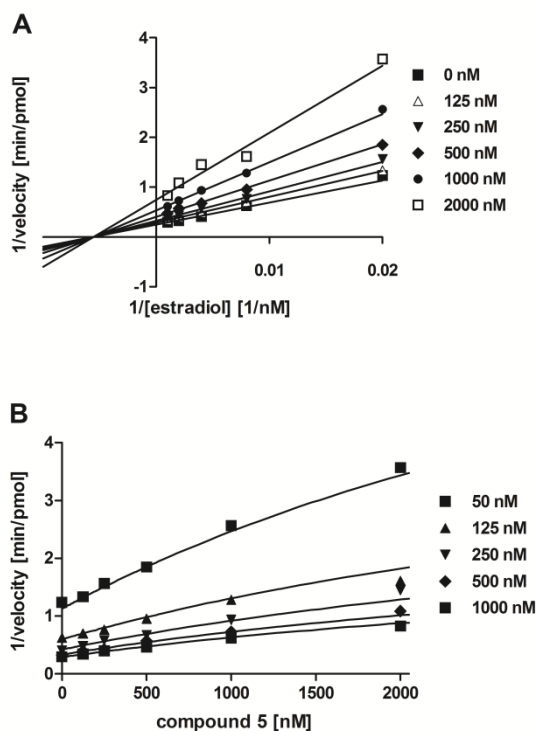 A
1/velocity [min/pmol]
4
3
2
1
-1
0.01
0.02
1/[estradiol] [1/nM]
0 nM
125 nM
250 nM
500 nM
1000 nM
2000 nM
B
1/velocity [min/pmol]
4
3
2
1
0
0
500
1000
1500
2000
compound 5 [nM]
50 nM
125 nM
250 nM
500 nM
1000 nM